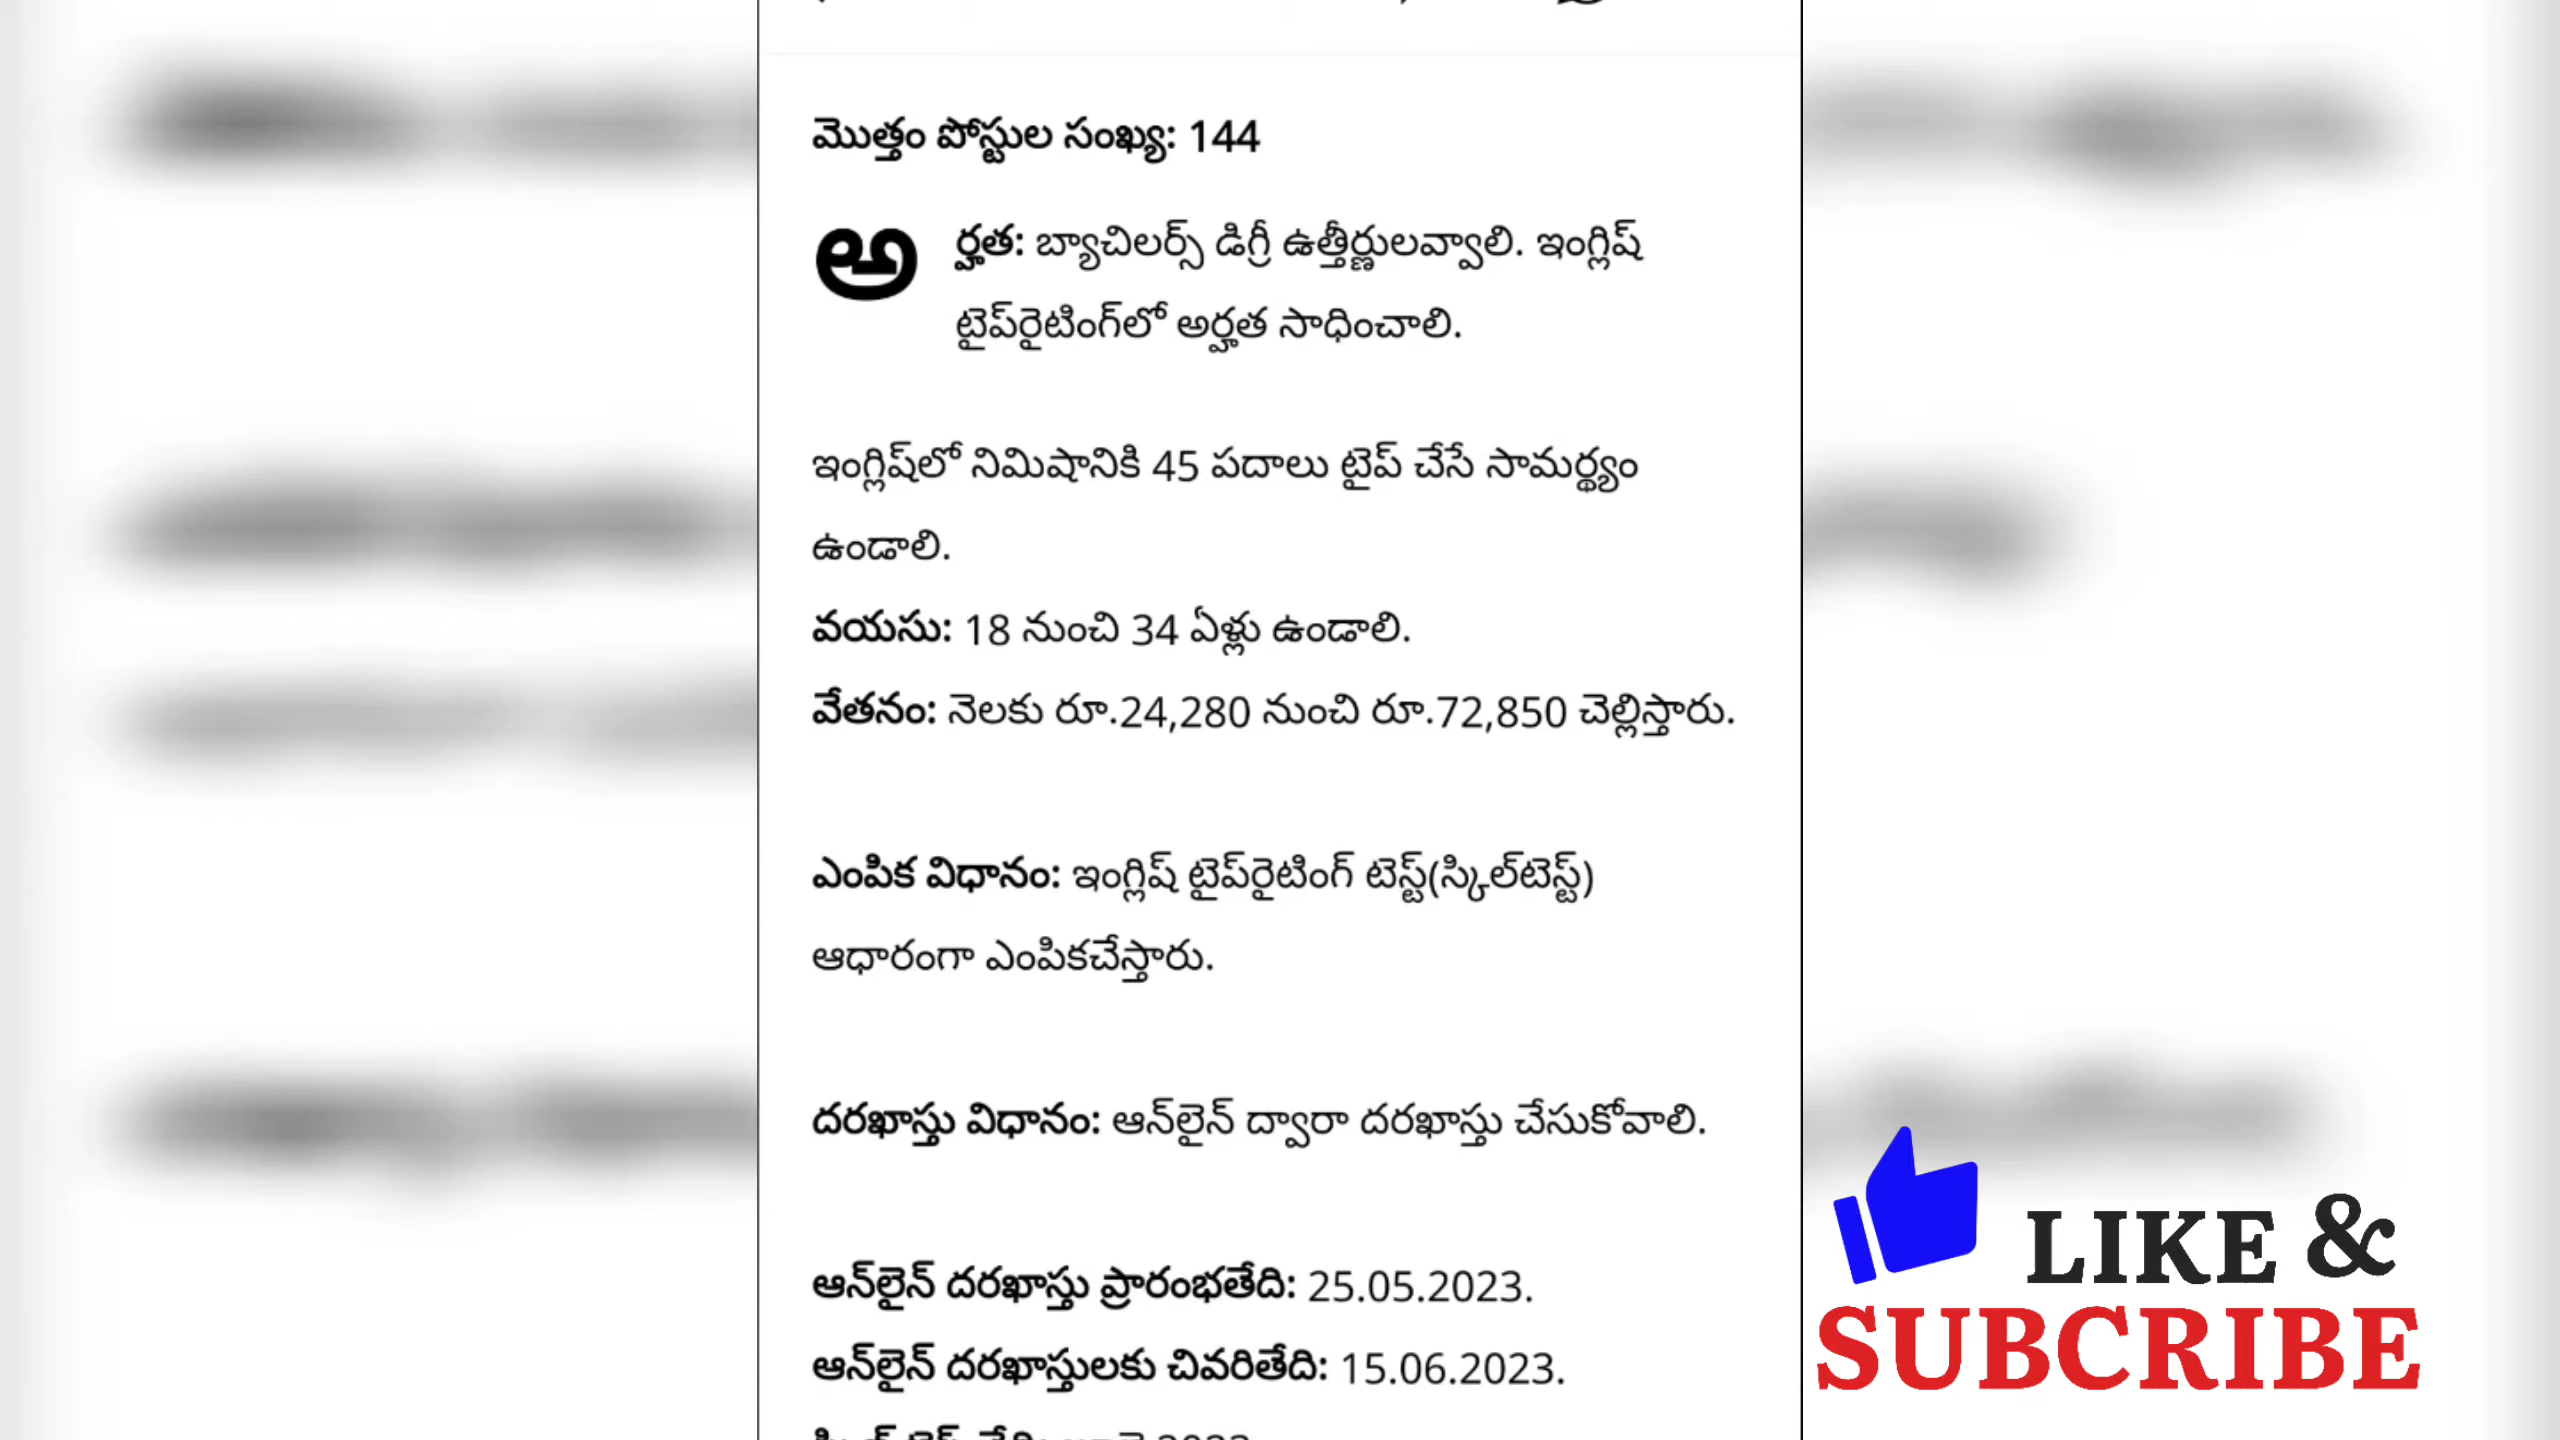 మొత్తం పోస్టుల సంఖ్య: 144
అర్హత: బ్యాచిలర్స్ డిగ్రీ ఉత్తీర్ణులవ్వాలి. ఇంగ్లిష్
టైప్‌రైటింగ్‌లో అర్హత సాధించాలి.
ఇంగ్లిష్‌లో నిమిషానికి 45 పదాలు టైప్ చేసే సామర్థ్యం
ఉండాలి.
వయసు: 18 నుంచి 34 ఏళ్లు ఉండాలి.
వేతనం: నెలకు రూ.24,280 నుంచి రూ.72,850 చెల్లిస్తారు.
ఎంపిక విధానం: ఇంగ్లిష్ టైప్‌రైటింగ్ టెస్ట్(స్కిల్‌టెస్ట్)
ఆధారంగా ఎంపికచేస్తారు.
దరఖాస్తు విధానం: ఆన్‌లైన్ ద్వారా దరఖాస్తు చేసుకోవాలి.
ఆన్‌లైన్ దరఖాస్తు ప్రారంభతేది: 25.05.2023.
ఆన్‌లైన్ దరఖాస్తులకు చివరితేది: 15.06.2023.
LIKE &
SUBCRIBE